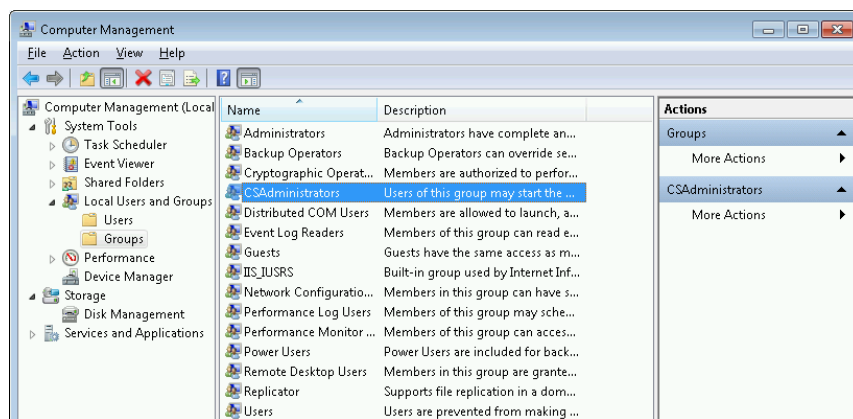 Computer Management
File Action View Help
Computer Management (Local
System Tools
Task Scheduler
Event Viewer
Shared Folders
Local Users and Groups
Users
Groups
Performance
Device Manager
Storage
Disk Management
Services and Applications
Name Description
Administrators Administrators have complete an...
Backup Operators Backup Operators can override se...
Cryptographic Operat... Members are authorized to perfor...
CSAdministrators Users of this group may start the ...
Distributed COM Users Members are allowed to launch, a...
Event Log Readers Members of this group can read e...
Guests Guests have the same access as m...
IIS_IUSRS Built-in group used by Internet Inf...
Network Configuratio... Members in this group can have s...
Performance Log Users Members of this group may sche...
Performance Monitor ... Members of this group can acces...
Power Users Power Users are included for back...
Remote Desktop Users Members in this group are grante...
Replicator Supports file replication in a dom...
Users Users are prevented from making ...
Actions
Groups
More Actions
CSAdministrators
More Actions